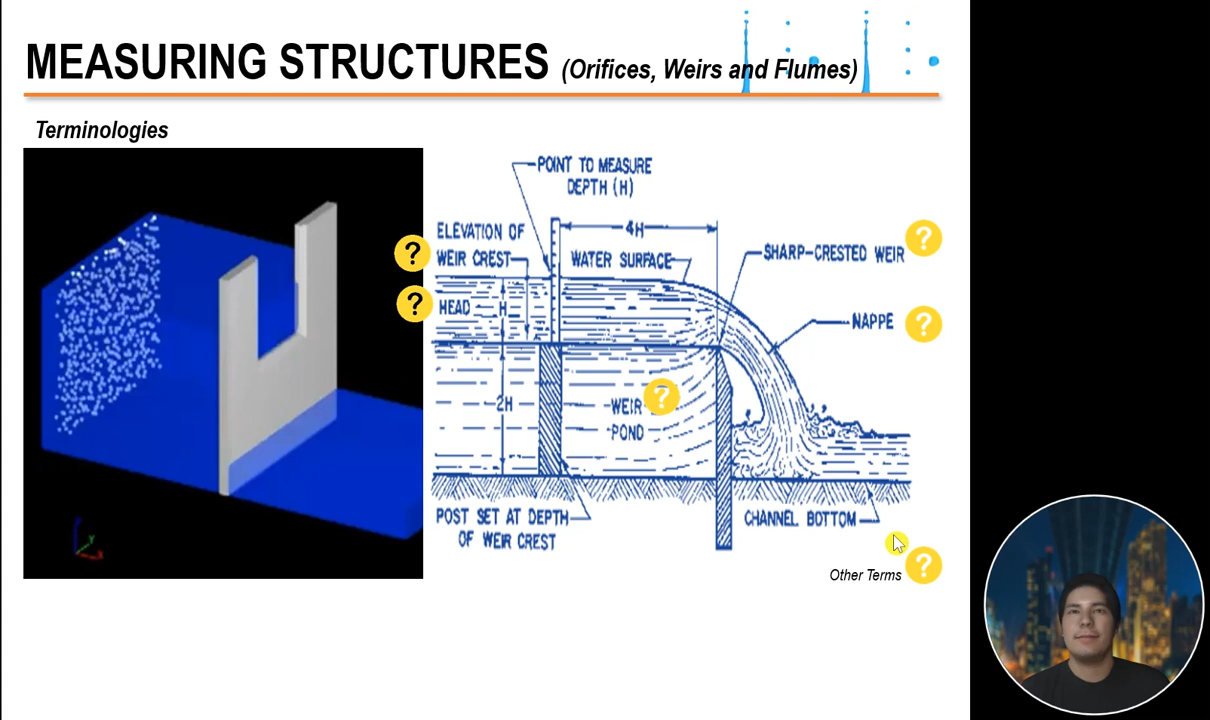 MEASURING STRUCTURES (Orifices, Weirs and Flumes)
Terminologies
POINT TO MEASURE
DEPTH (H)
ELEVATION OF
WEIR CREST
4H
WATER SURFACE
SHARP-CRESTED WEIR
?
?
?
HEAD
H
NAPPE
?
2H
WEIR
?
POND
POST SET AT DEPTH
OF WEIR CREST
CHANNEL BOTTOM
Other Terms
?